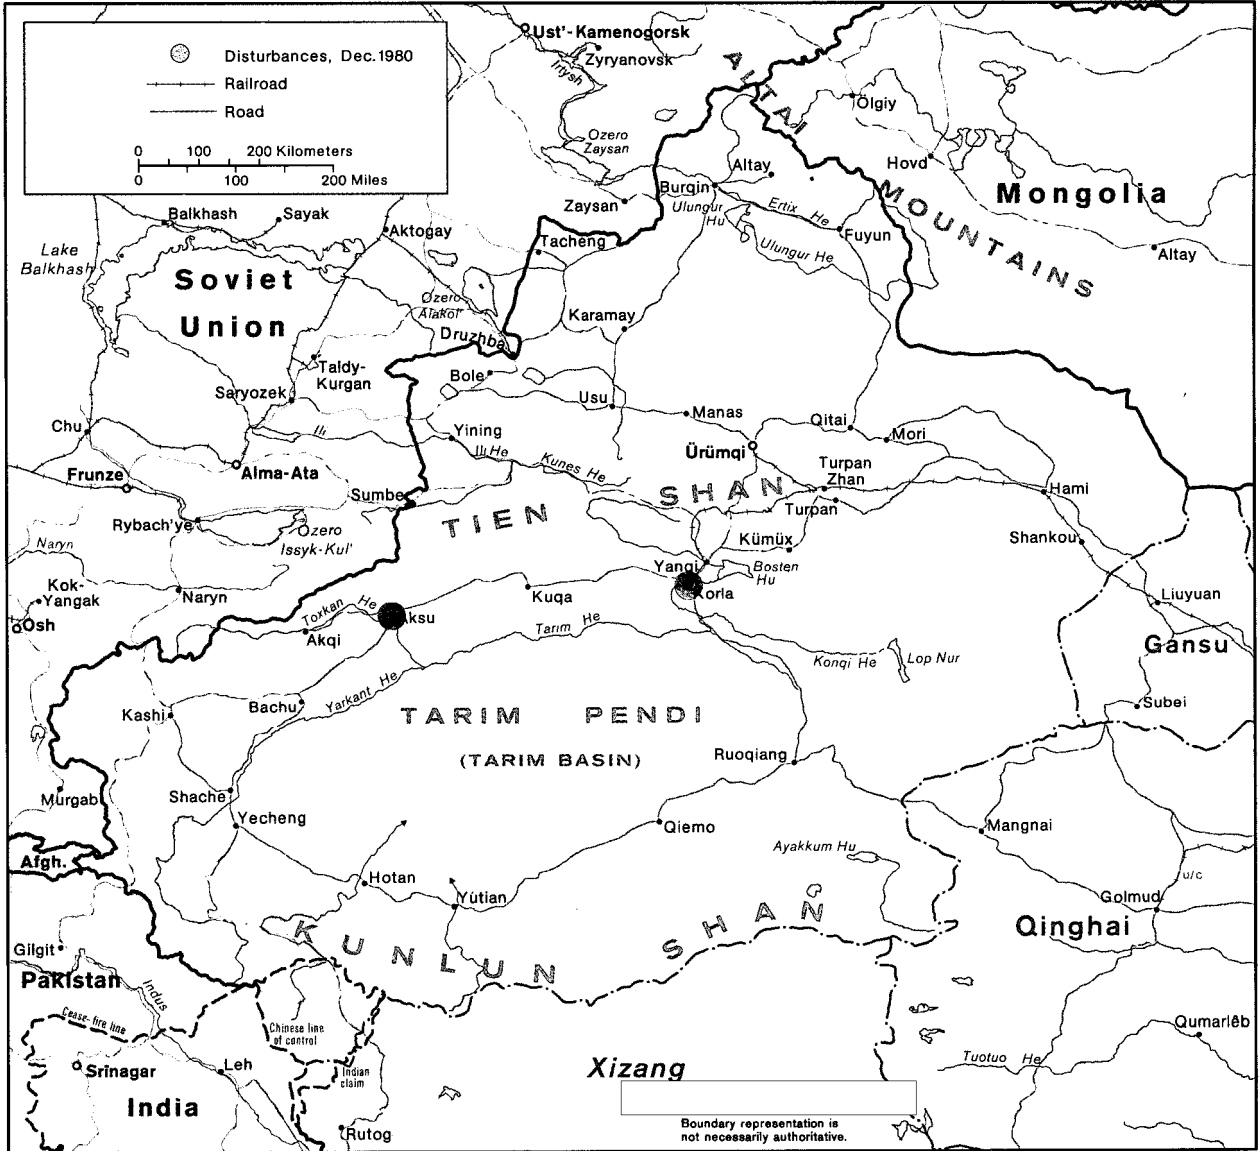 Disturbances, Dec. 1980
Railroad
Road
0 100 200 Kilometers
0 100 200 Miles
Ust'-Kamenogorsk
Zyryanovsk
Irtysh
ALTAI
MOUNTAINS
Ölgiy
Ozero
Zaysan
Altay
Hovd
Burqin
Mongolia
Zaysan
Ulungur
Hu
Ertix He
Fuyun
Balkhash
Sayak
Aktogay
Tacheng
Ulungur He
Altay
Lake
Balkhash
Soviet
Union
Ozero
Alakol'
Karamay
Druzhba
Taldy-
Kurgan
Bole
Saryozek
Usu
Manas
Qitai
Mori
Chu
Ili
Yining
Ili He
Kunes He
Ürümqi
Turpan
Zhan
Frunze
Alma-Ata
Sumbe
TIEN SHAN
Hami
Turpan
Rybach'ye
Ozero
Issyk-Kul'
Kümüx
Shankou
Naryn
Yanqi
Bosten
Hu
Kok-
Yangak
Naryn
Kuqa
Korla
Liuyuan
Osh
Toxkan He
Aksu
Akqi
Tarim He
Gansu
Konqi He
Lop Nur
Yarkant He
Bachu
Kashi
Subei
TARIM PENDI
(TARIM BASIN)
Ruoqiang
Shache
Murgab
Yecheng
Qiemo
Mangnai
Ayakkum Hu
Afgh.
Hotan
Yutian
u/c
Golmud
KUNLUN SHAN
Qinghai
Gilgit
Pakistan
Indus
Cease-fire line
Chinese line
of control
Qumarlêb
Tuotuo He
Srinagar
Leh
Indian
claim
Xizang
India
Rutog
Boundary representation is
not necessarily authoritative.